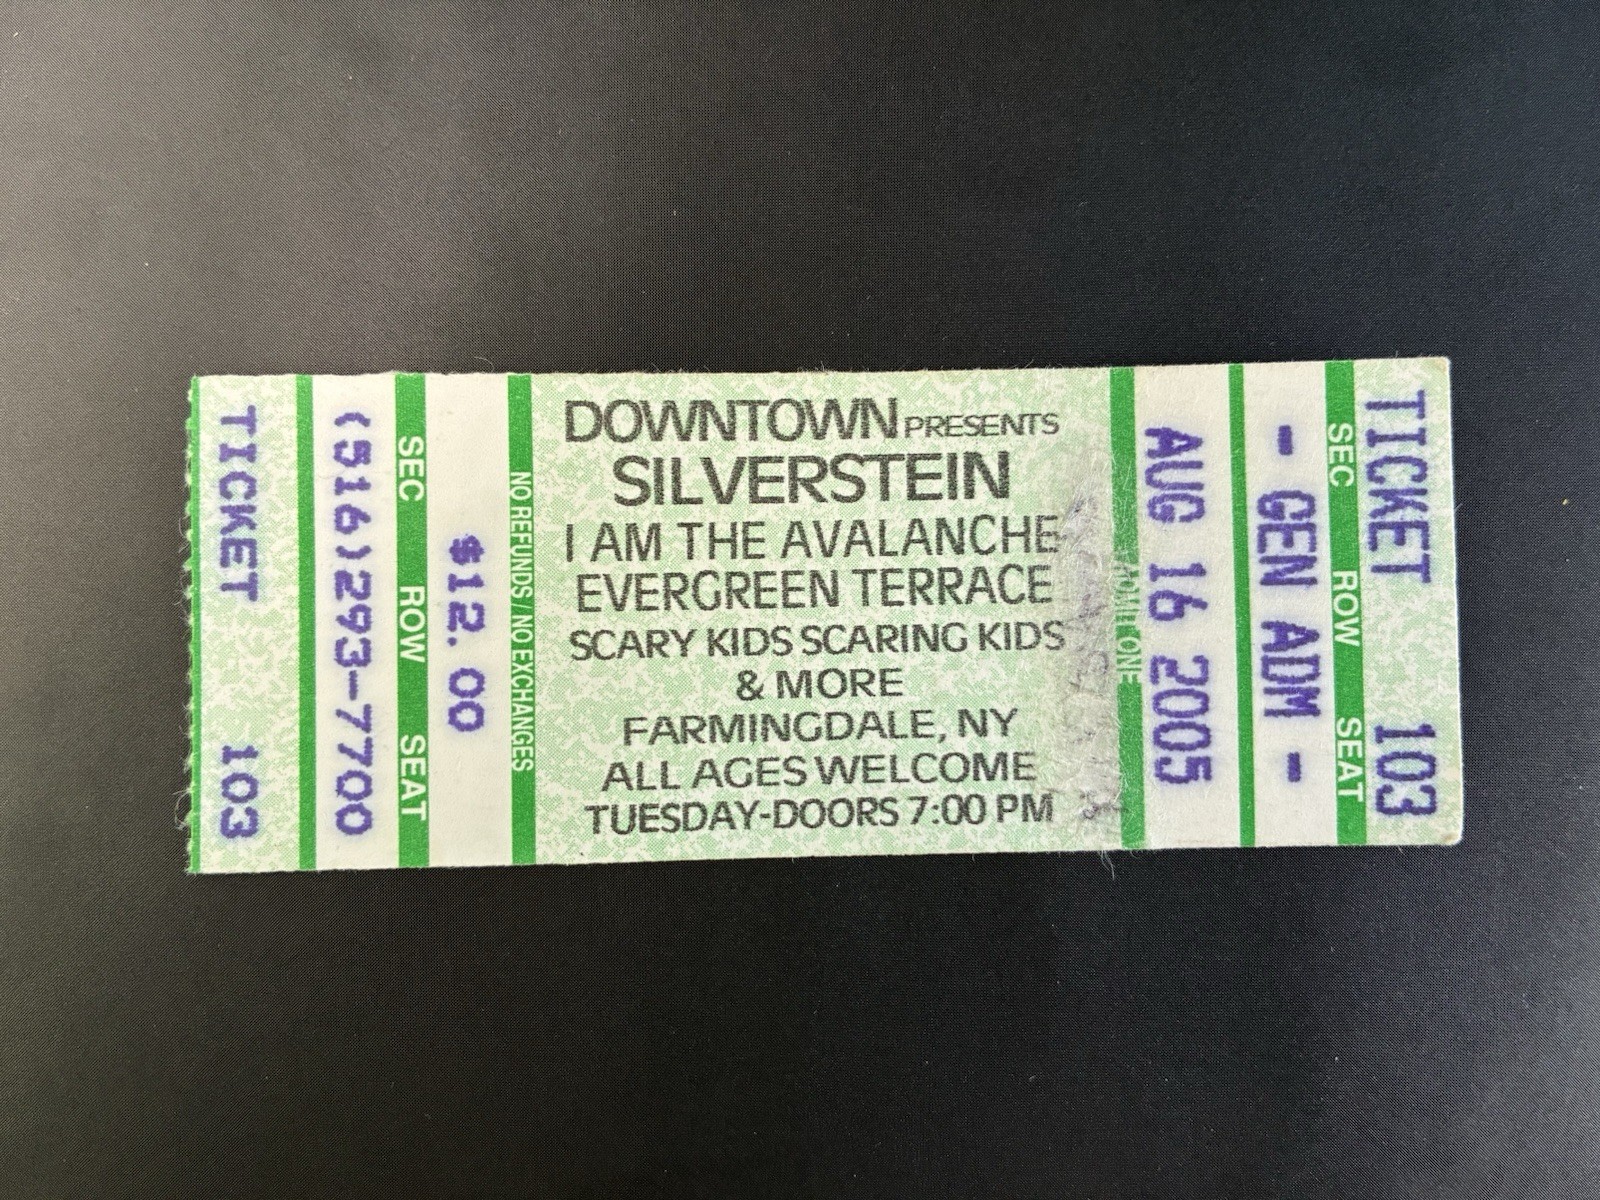 TICKET 103
(516)293-7700
SEC ROW SEAT
$12.00
NO REFUNDS / NO EXCHANGES
DOWNTOWN PRESENTS
SILVERSTEIN
I AM THE AVALANCHE
EVERGREEN TERRACE
SCARY KIDS SCARING KIDS
& MORE
FARMINGDALE, NY
ALL AGES WELCOME
TUESDAY-DOORS 7:00 PM
ADMIT ONE
AUG 16 2005
- GEN ADM -
SEC ROW SEAT
TICKET 103